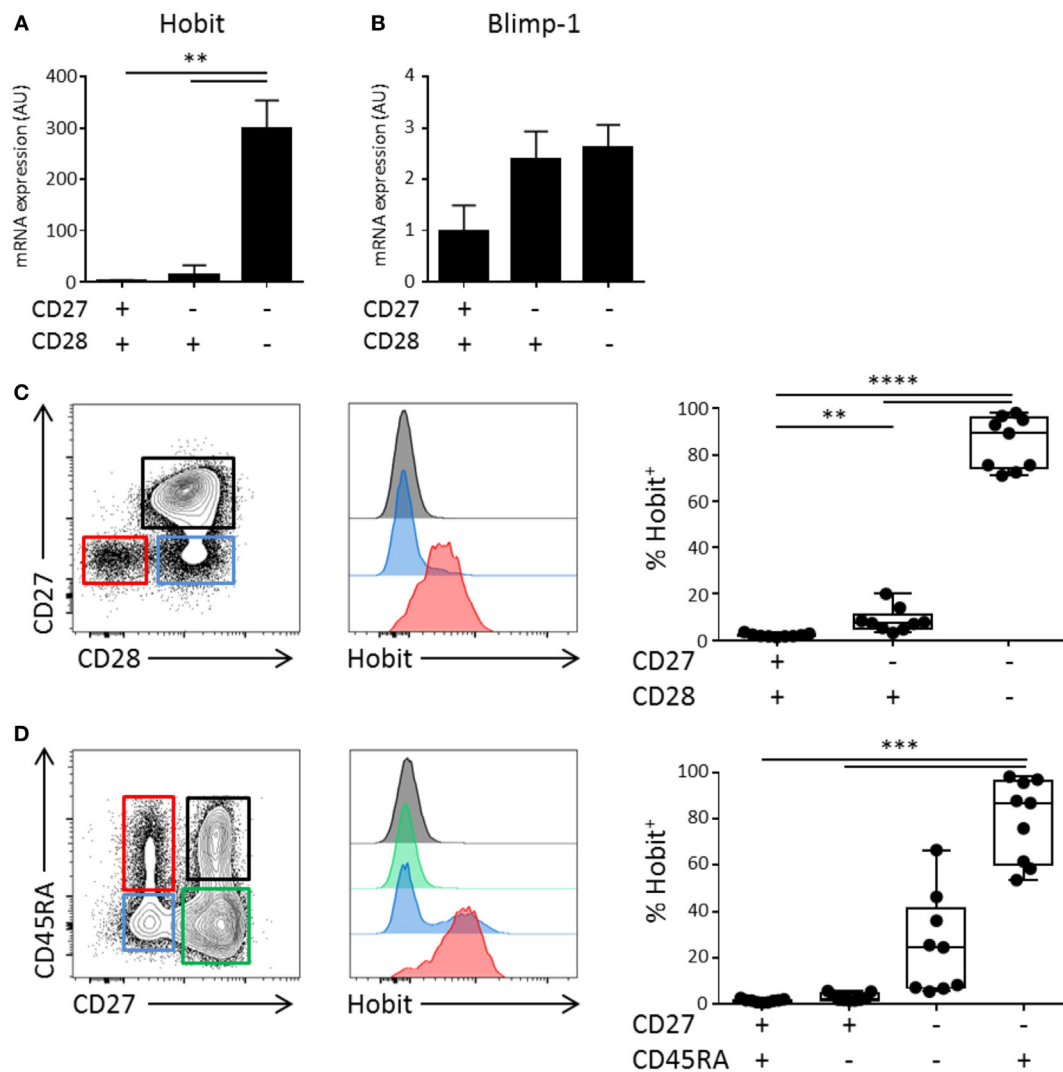 A
Hobit
**
mRNA expression (AU)
400
300
200
100
0
CD27 + - -
CD28 + + -
B
Blimp-1
mRNA expression (AU)
4
3
2
1
0
CD27 + - -
CD28 + + -
C
CD27
CD28
Hobit
****
**
% Hobit+
100
80
60
40
20
0
CD27 + - -
CD28 + + -
D
CD45RA
CD27
Hobit
***
% Hobit+
100
80
60
40
20
0
CD27 + + - -
CD45RA + - - +